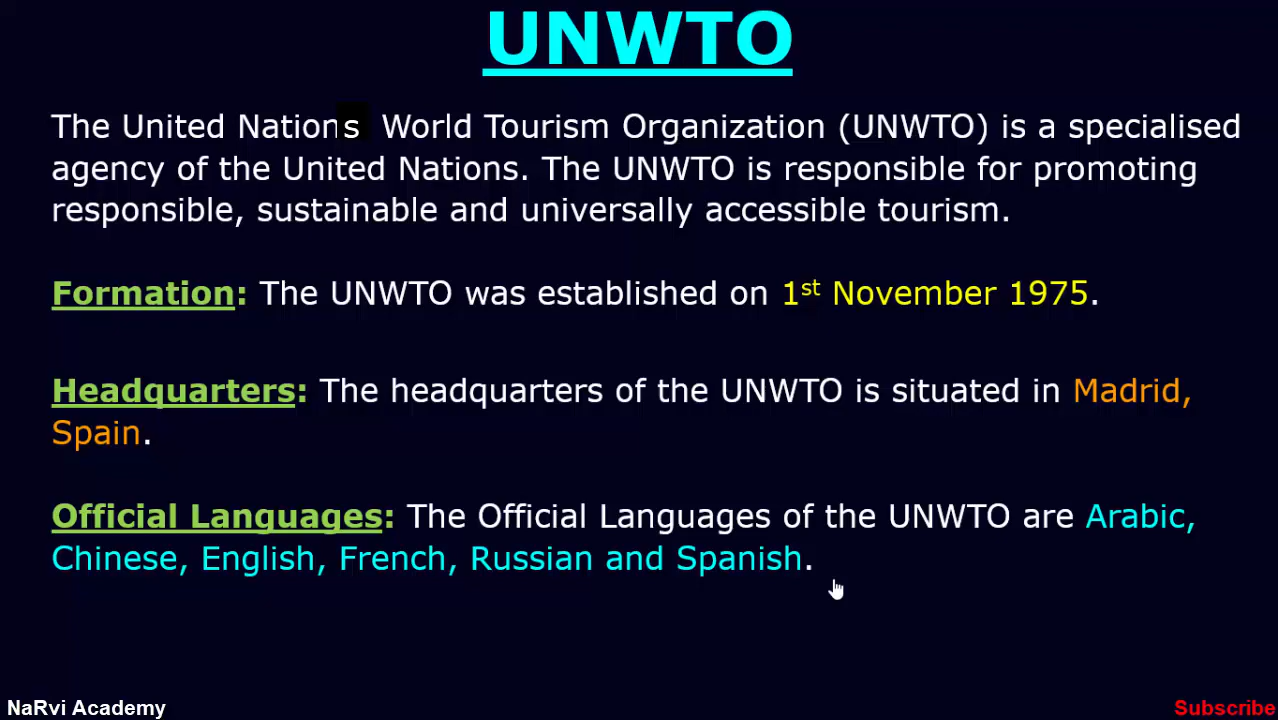 UNWTO
The United Nations World Tourism Organization (UNWTO) is a specialised
agency of the United Nations. The UNWTO is responsible for promoting
responsible, sustainable and universally accessible tourism.
Formation: The UNWTO was established on 1st November 1975.
Headquarters: The headquarters of the UNWTO is situated in Madrid,
Spain.
Official Languages: The Official Languages of the UNWTO are Arabic,
Chinese, English, French, Russian and Spanish.
NaRvi Academy
Subscribe